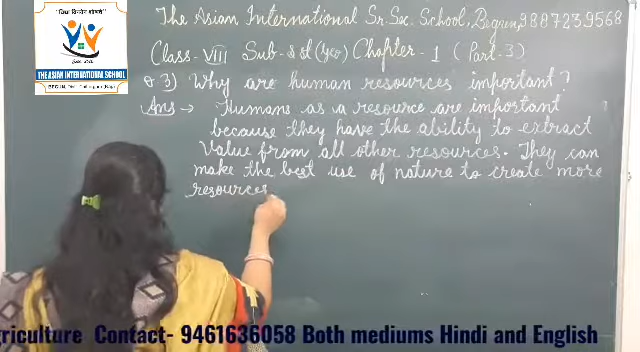 THE ASIAN INTERNATIONAL SCHOOL
The Asian International Sr. Sec. School, Begun, 9887239568
Class-VIII Sub-s st (Geo) Chapter-1 (Part-3)
Q.3) Why are human resources important?
Ans → Humans as a resource are important
because they have the ability to extract
value from all other resources. They can
make the best use of nature to create more
resources
griculture Contact- 9461636058 Both mediums Hindi and English